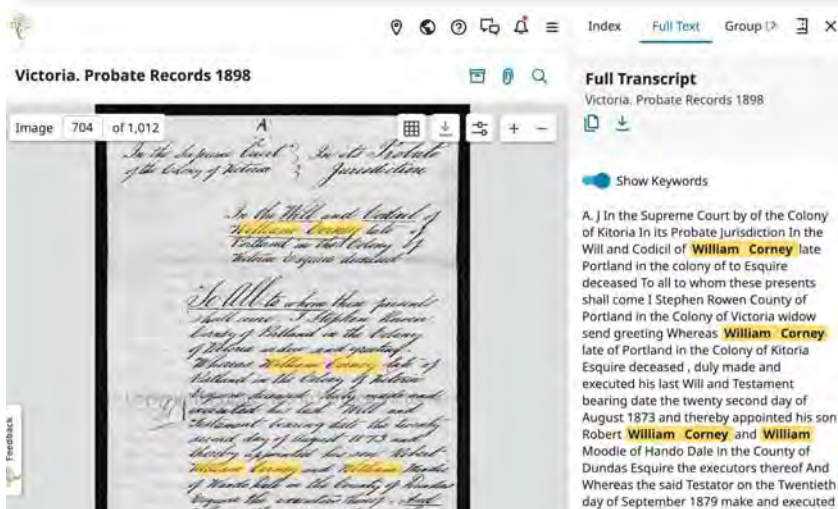 Index Full Text Group
Victoria. Probate Records 1898
Image 704 of 1,012
A
In the Supreme Court In its Probate
of the Colony of Victoria Jurisdiction
In the Will and Codicil of
William Corney late of
Portland in the Colony of
Victoria Esquire deceased
To All to whom these presents
shall come I Stephen Rowen
Corney of Portland in the Colony
of Victoria widow send greeting
Whereas William Corney late of
Portland in the Colony of Victoria
Esquire deceased duly made and
executed his last Will and
Testament bearing date the twenty
second day of August 1873 and
thereby appointed his son Robert
William Corney and William Moodie
of Wando Dale in the County of Dundas
Esquire the executors thereof And
Feedback
Full Transcript
Victoria. Probate Records 1898
Show Keywords
A. J In the Supreme Court by of the Colony
of Kitoria In its Probate Jurisdiction In the
Will and Codicil of William Corney late
Portland in the colony of to Esquire
deceased To all to whom these presents
shall come I Stephen Rowen County of
Portland in the Colony of Victoria widow
send greeting Whereas William Corney
late of Portland in the Colony of Kitoria
Esquire deceased , duly made and
executed his last Will and Testament
bearing date the twenty second day of
August 1873 and thereby appointed his son
Robert William Corney and William
Moodie of Hando Dale in the County of
Dundas Esquire the executors thereof And
Whereas the said Testator on the Twentieth
day of September 1879 make and executed